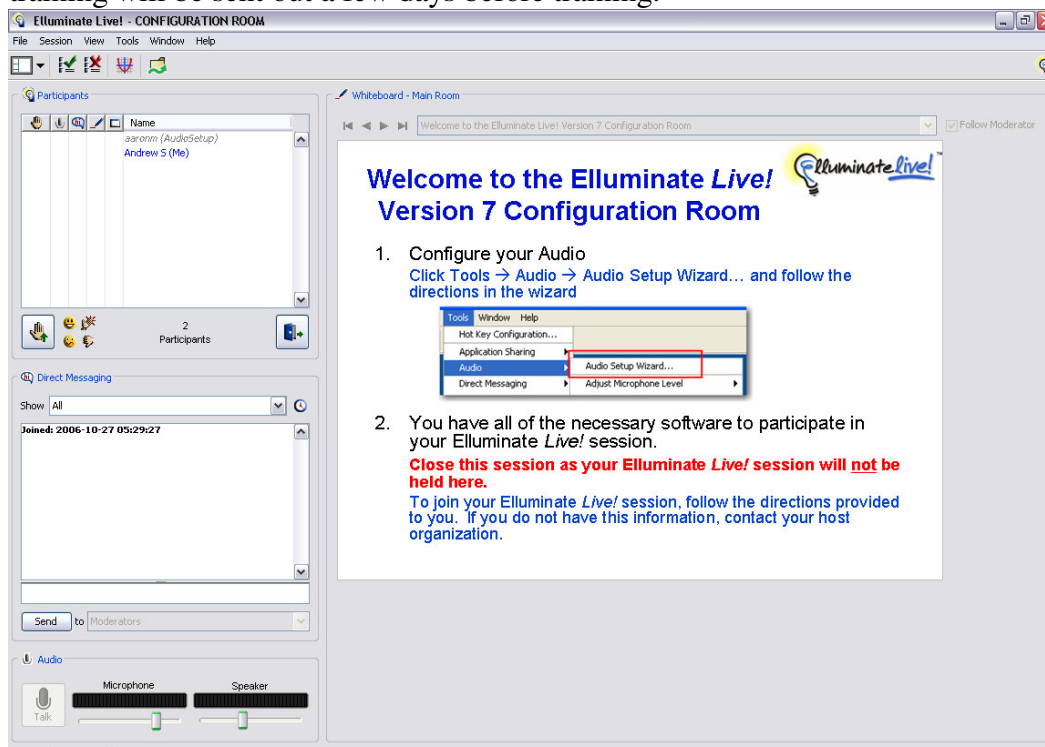 training will be sent out a few days before training.
Elluminate Live! - CONFIGURATION ROOM
File Session View Tools Window Help
Participants
Name
aaronm (AudioSetup)
Andrew S (Me)
2
Participants
Direct Messaging
Show All
Joined: 2006-10-27 05:29:27
Send to Moderators
Audio
Microphone Speaker
Talk
Whiteboard - Main Room
Welcome to the Elluminate Live! Version 7 Configuration Room
Follow Moderator
Elluminate live!™
Welcome to the Elluminate Live!
Version 7 Configuration Room
1. Configure your Audio
Click Tools → Audio → Audio Setup Wizard... and follow the
directions in the wizard
Tools Window Help
Hot Key Configuration...
Application Sharing
Audio Audio Setup Wizard...
Direct Messaging Adjust Microphone Level
2. You have all of the necessary software to participate in
your Elluminate Live! session.
Close this session as your Elluminate Live! session will not be
held here.
To join your Elluminate Live! session, follow the directions provided
to you. If you do not have this information, contact your host
organization.